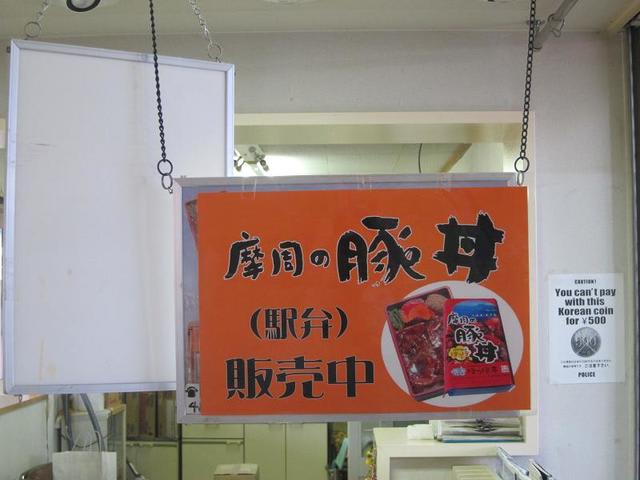 摩周の豚丼
(駅弁)
販売中
摩周の
豚丼
CAUTION!
You can't pay
with this
Korean coin
for ¥500
POLICE